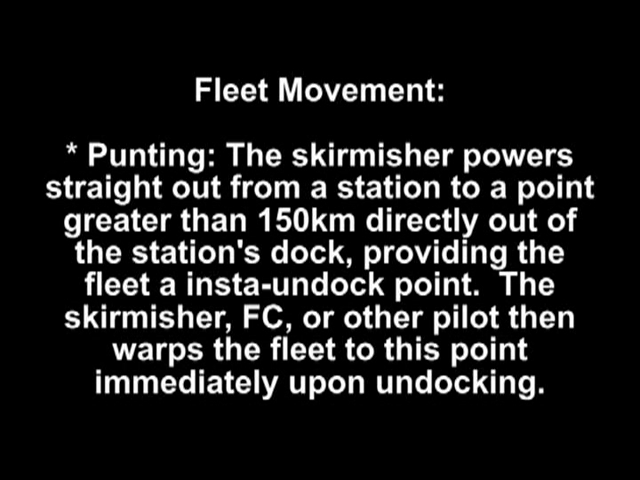 Fleet Movement:
* Punting: The skirmisher powers
straight out from a station to a point
greater than 150km directly out of
the station's dock, providing the
fleet a insta-undock point.  The
skirmisher, FC, or other pilot then
warps the fleet to this point
immediately upon undocking.